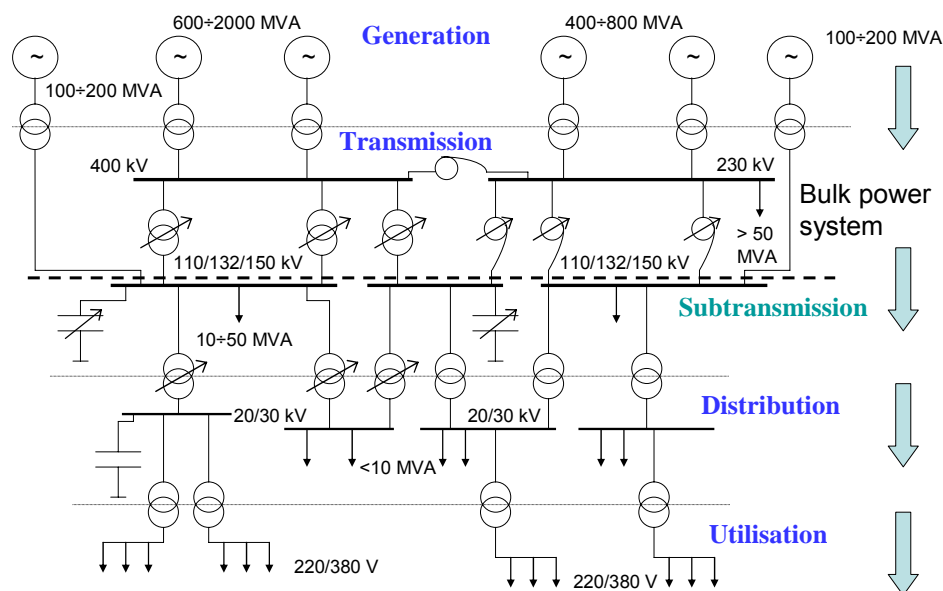 600÷2000 MVA
Generation
400÷800 MVA
100÷200 MVA
~
~
~
~
~
~
100÷200 MVA
Transmission
400 kV
230 kV
Bulk power
system
> 50
MVA
110/132/150 kV
110/132/150 kV
Subtransmission
10÷50 MVA
20/30 kV
20/30 kV
Distribution
<10 MVA
Utilisation
220/380 V
220/380 V